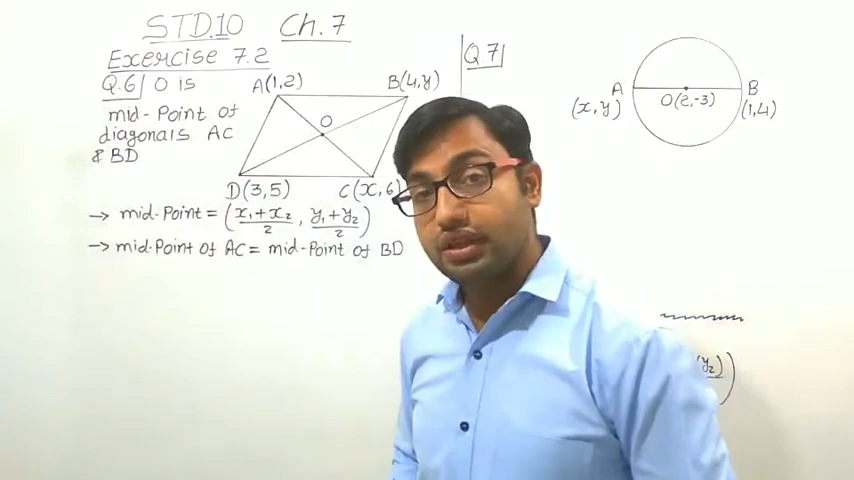 STD.10 Ch.7
Exercise 7.2
Q.6 O is
mid-Point of
diagonals AC
& BD
A(1,2) B(4,y)
O
D(3,5) C(x,6)
→ mid-Point = (x₁+x₂/2, y₁+y₂/2)
→ mid-Point of AC = mid-Point of BD
Q.7
A B
(x,y) O(2,-3) (1,4)
y₂)